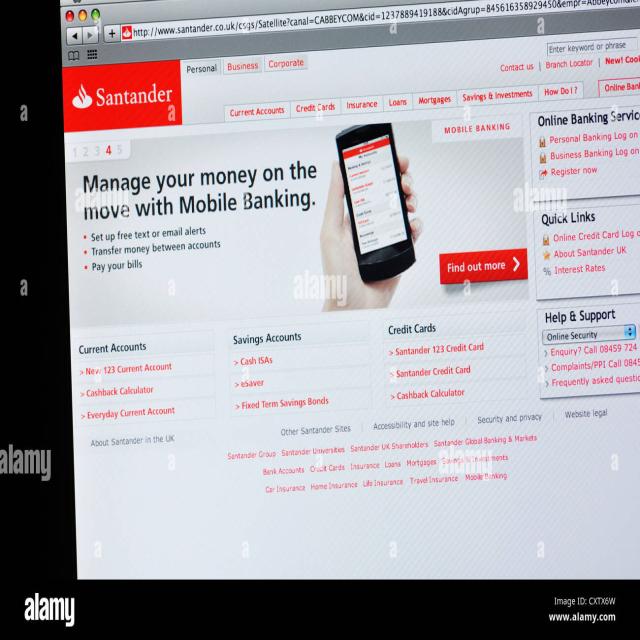 http://www.santander.co.uk/csgs/Satellite?canal=CABBEYCOM&cid=1237889419188&cidAgrup=845616358929450&empr=Abbeycom&
Enter keyword or phrase
Personal Business Corporate
Contact us | Branch Locator | New! Cook
Santander
Current Accounts Credit Cards Insurance Loans Mortgages Savings & Investments How Do I ? Online Bank
1 2 3 4 5
MOBILE BANKING
Manage your money on the
move with Mobile Banking.
• Set up free text or email alerts
• Transfer money between accounts
• Pay your bills
Find out more
Online Banking Servic
Personal Banking Log on
Business Banking Log on
Register now
Quick Links
Online Credit Card Log o
About Santander UK
% Interest Rates
Help & Support
Online Security
Enquiry? Call 08459 724
Complaints/PPI Call 0845
Frequently asked questio
Current Accounts
> New 123 Current Account
> Cashback Calculator
> Everyday Current Account
Savings Accounts
> Cash ISAs
> eSaver
> Fixed Term Savings Bonds
Credit Cards
> Santander 123 Credit Card
> Santander Credit Card
> Cashback Calculator
About Santander in the UK
Other Santander Sites | Accessibility and site help | Security and privacy | Website legal
Santander Group Santander Universities Santander UK Shareholders Santander Global Banking & Markets
Bank Accounts Credit Cards Insurance Loans Mortgages Savings & Investments
Car Insurance Home Insurance Life Insurance Travel Insurance Mobile Banking
alamy
alamy
alamy
alamy
alamy
Image ID: CXTX6W
www.alamy.com